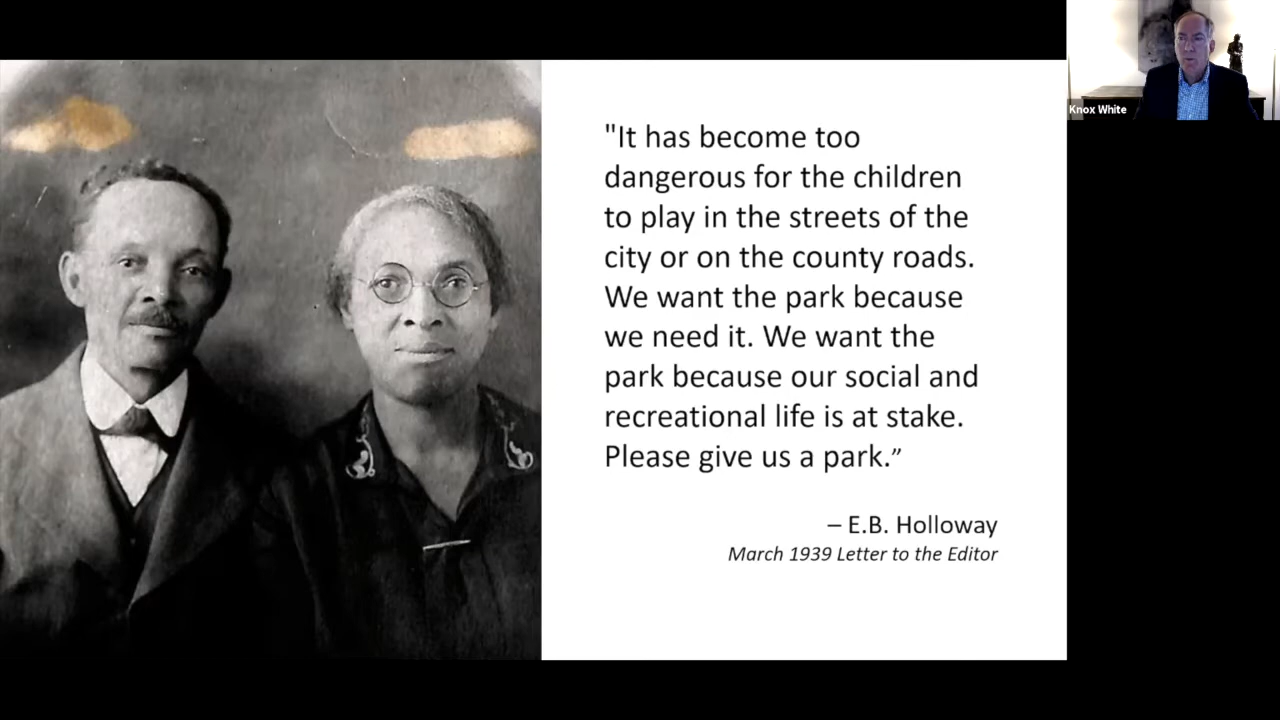 "It has become too
dangerous for the children
to play in the streets of the
city or on the county roads.
We want the park because
we need it. We want the
park because our social and
recreational life is at stake.
Please give us a park.”
– E.B. Holloway
March 1939 Letter to the Editor
Knox White